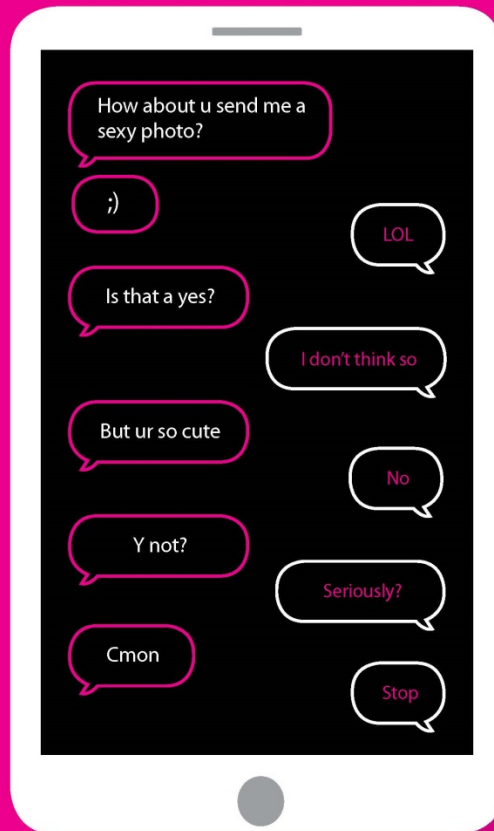 How about u send me a
sexy photo?
;)
LOL
Is that a yes?
I don't think so
But ur so cute
No
Y not?
Seriously?
Cmon
Stop